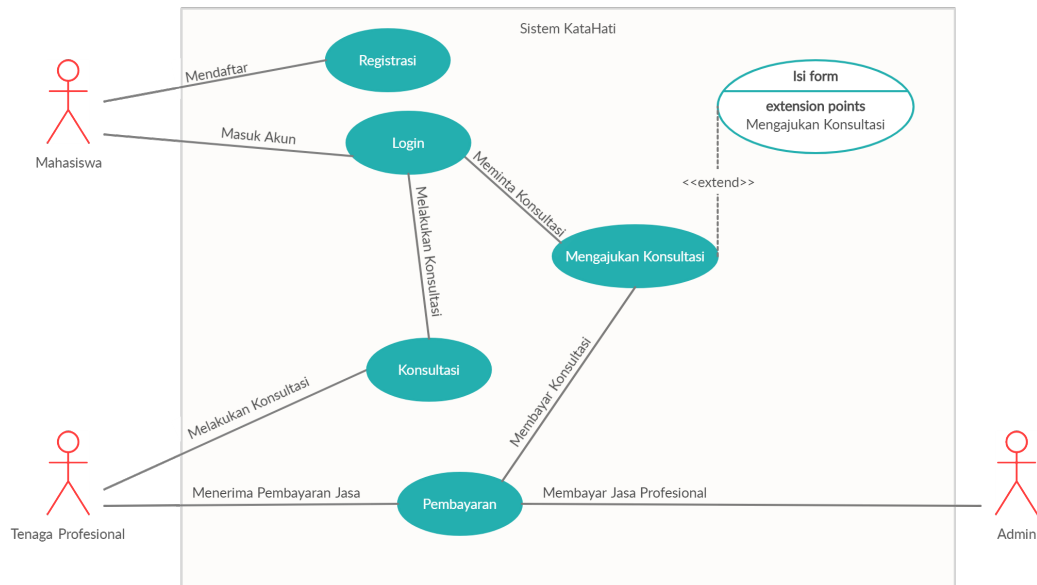 Sistem KataHati
Mendaftar
Registrasi
Isi form
extension points
Mengajukan Konsultasi
Masuk Akun
Login
Mahasiswa
Meminta Konsultasi
<<extend>>
Melakukan Konsultasi
Mengajukan Konsultasi
Konsultasi
Membayar Konsultasi
Melakukan Konsultasi
Menerima Pembayaran Jasa
Pembayaran
Membayar Jasa Profesional
Tenaga Profesional
Admin